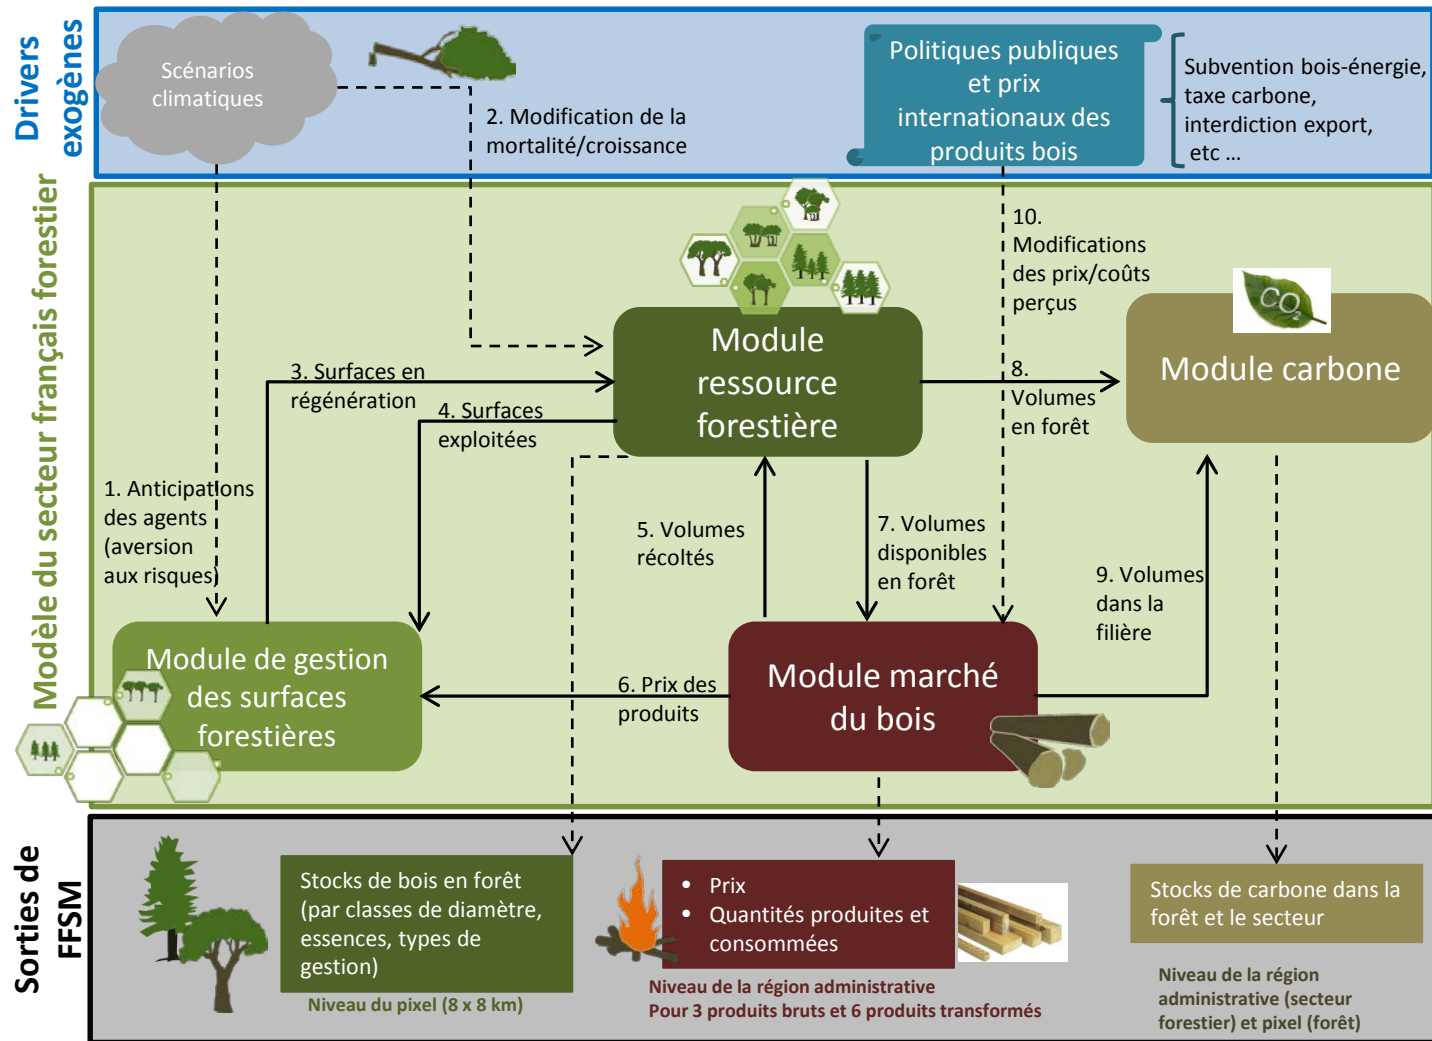 Drivers
exogènes
Scénarios
climatiques
2. Modification de la
mortalité/croissance
Politiques publiques
et prix
internationaux des
produits bois
Subvention bois-énergie,
taxe carbone,
interdiction export,
etc ...
Modèle du secteur français forestier
10.
Modifications
des prix/coûts
perçus
CO2
Module
ressource
forestière
Module carbone
3. Surfaces en
régénération
4. Surfaces
exploitées
8.
Volumes
en forêt
1. Anticipations
des agents
(aversion
aux risques)
5. Volumes
récoltés
7. Volumes
disponibles
en forêt
9. Volumes
dans la
filière
Module de gestion
des surfaces
forestières
6. Prix des
produits
Module marché
du bois
Sorties de
FFSM
Stocks de bois en forêt
(par classes de diamètre,
essences, types de
gestion)
Niveau du pixel (8 x 8 km)
• Prix
• Quantités produites et
consommées
Niveau de la région administrative
Pour 3 produits bruts et 6 produits transformés
Stocks de carbone dans la
forêt et le secteur
Niveau de la région
administrative (secteur
forestier) et pixel (forêt)